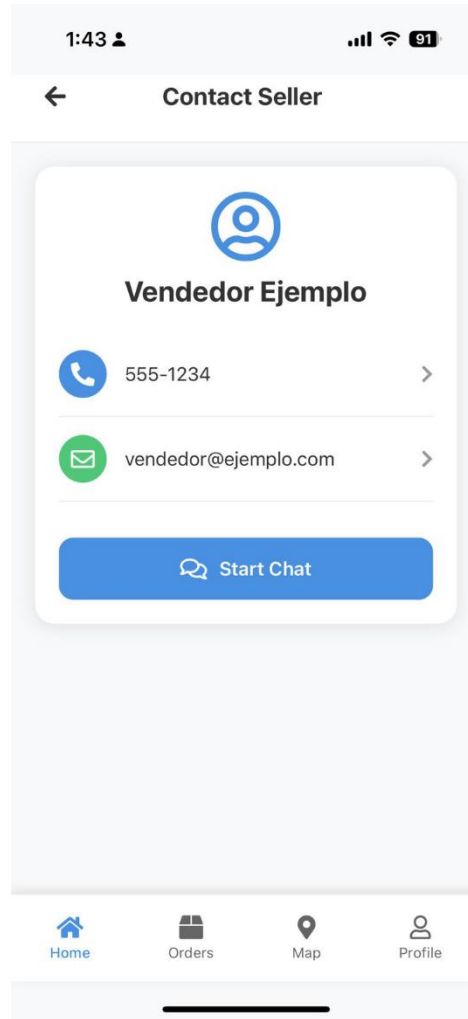 1:43 91
Contact Seller
Vendedor Ejemplo
555-1234
vendedor@ejemplo.com
Start Chat
Home Orders Map Profile